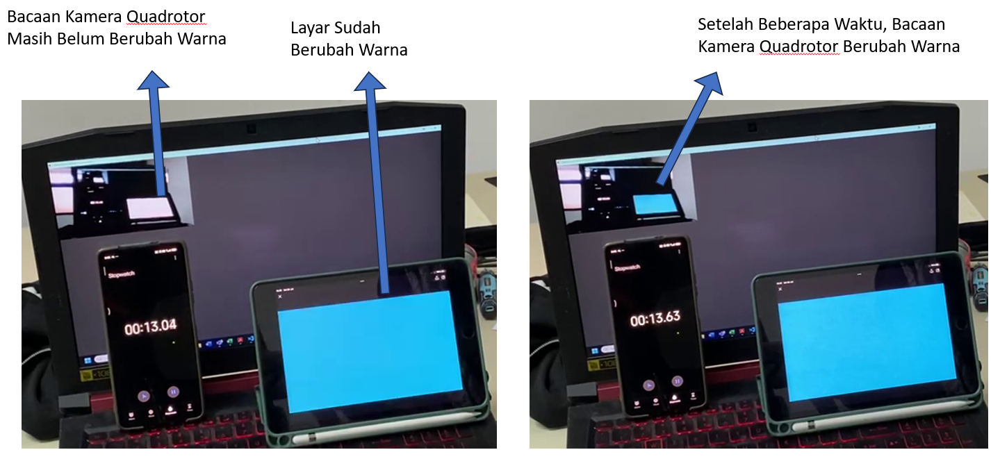 Bacaan Kamera Quadrotor
Masih Belum Berubah Warna
Layar Sudah
Berubah Warna
Setelah Beberapa Waktu, Bacaan
Kamera Quadrotor Berubah Warna
Stopwatch
00:13.04
Stopwatch
00:13.63